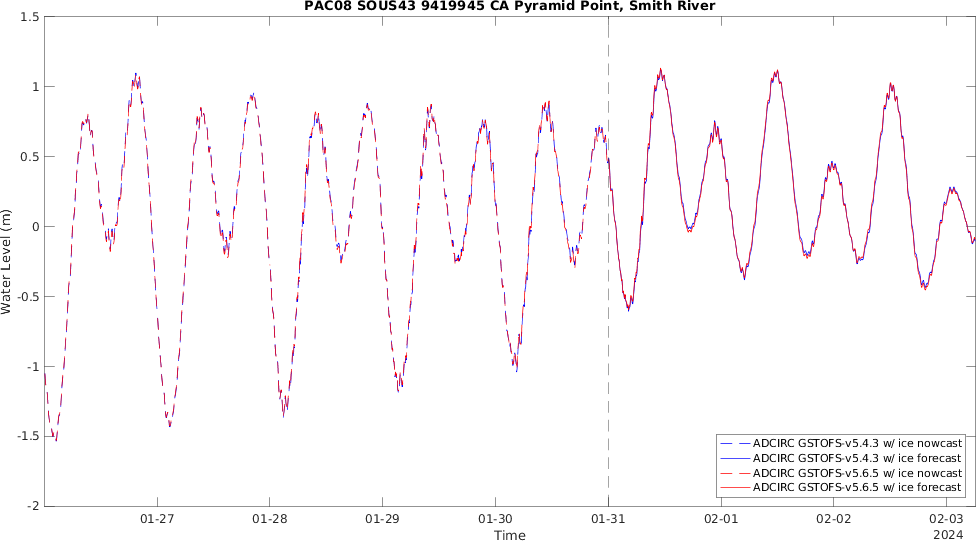 PAC08 SOUS43 9419945 CA Pyramid Point, Smith River
Water Level (m)
1.5
1
0.5
0
-0.5
-1
-1.5
-2
01-27
01-28
01-29
01-30
01-31
02-01
02-02
02-03
2024
Time
ADCIRC GSTOFS-v5.4.3 w/ ice nowcast
ADCIRC GSTOFS-v5.4.3 w/ ice forecast
ADCIRC GSTOFS-v5.6.5 w/ ice nowcast
ADCIRC GSTOFS-v5.6.5 w/ ice forecast